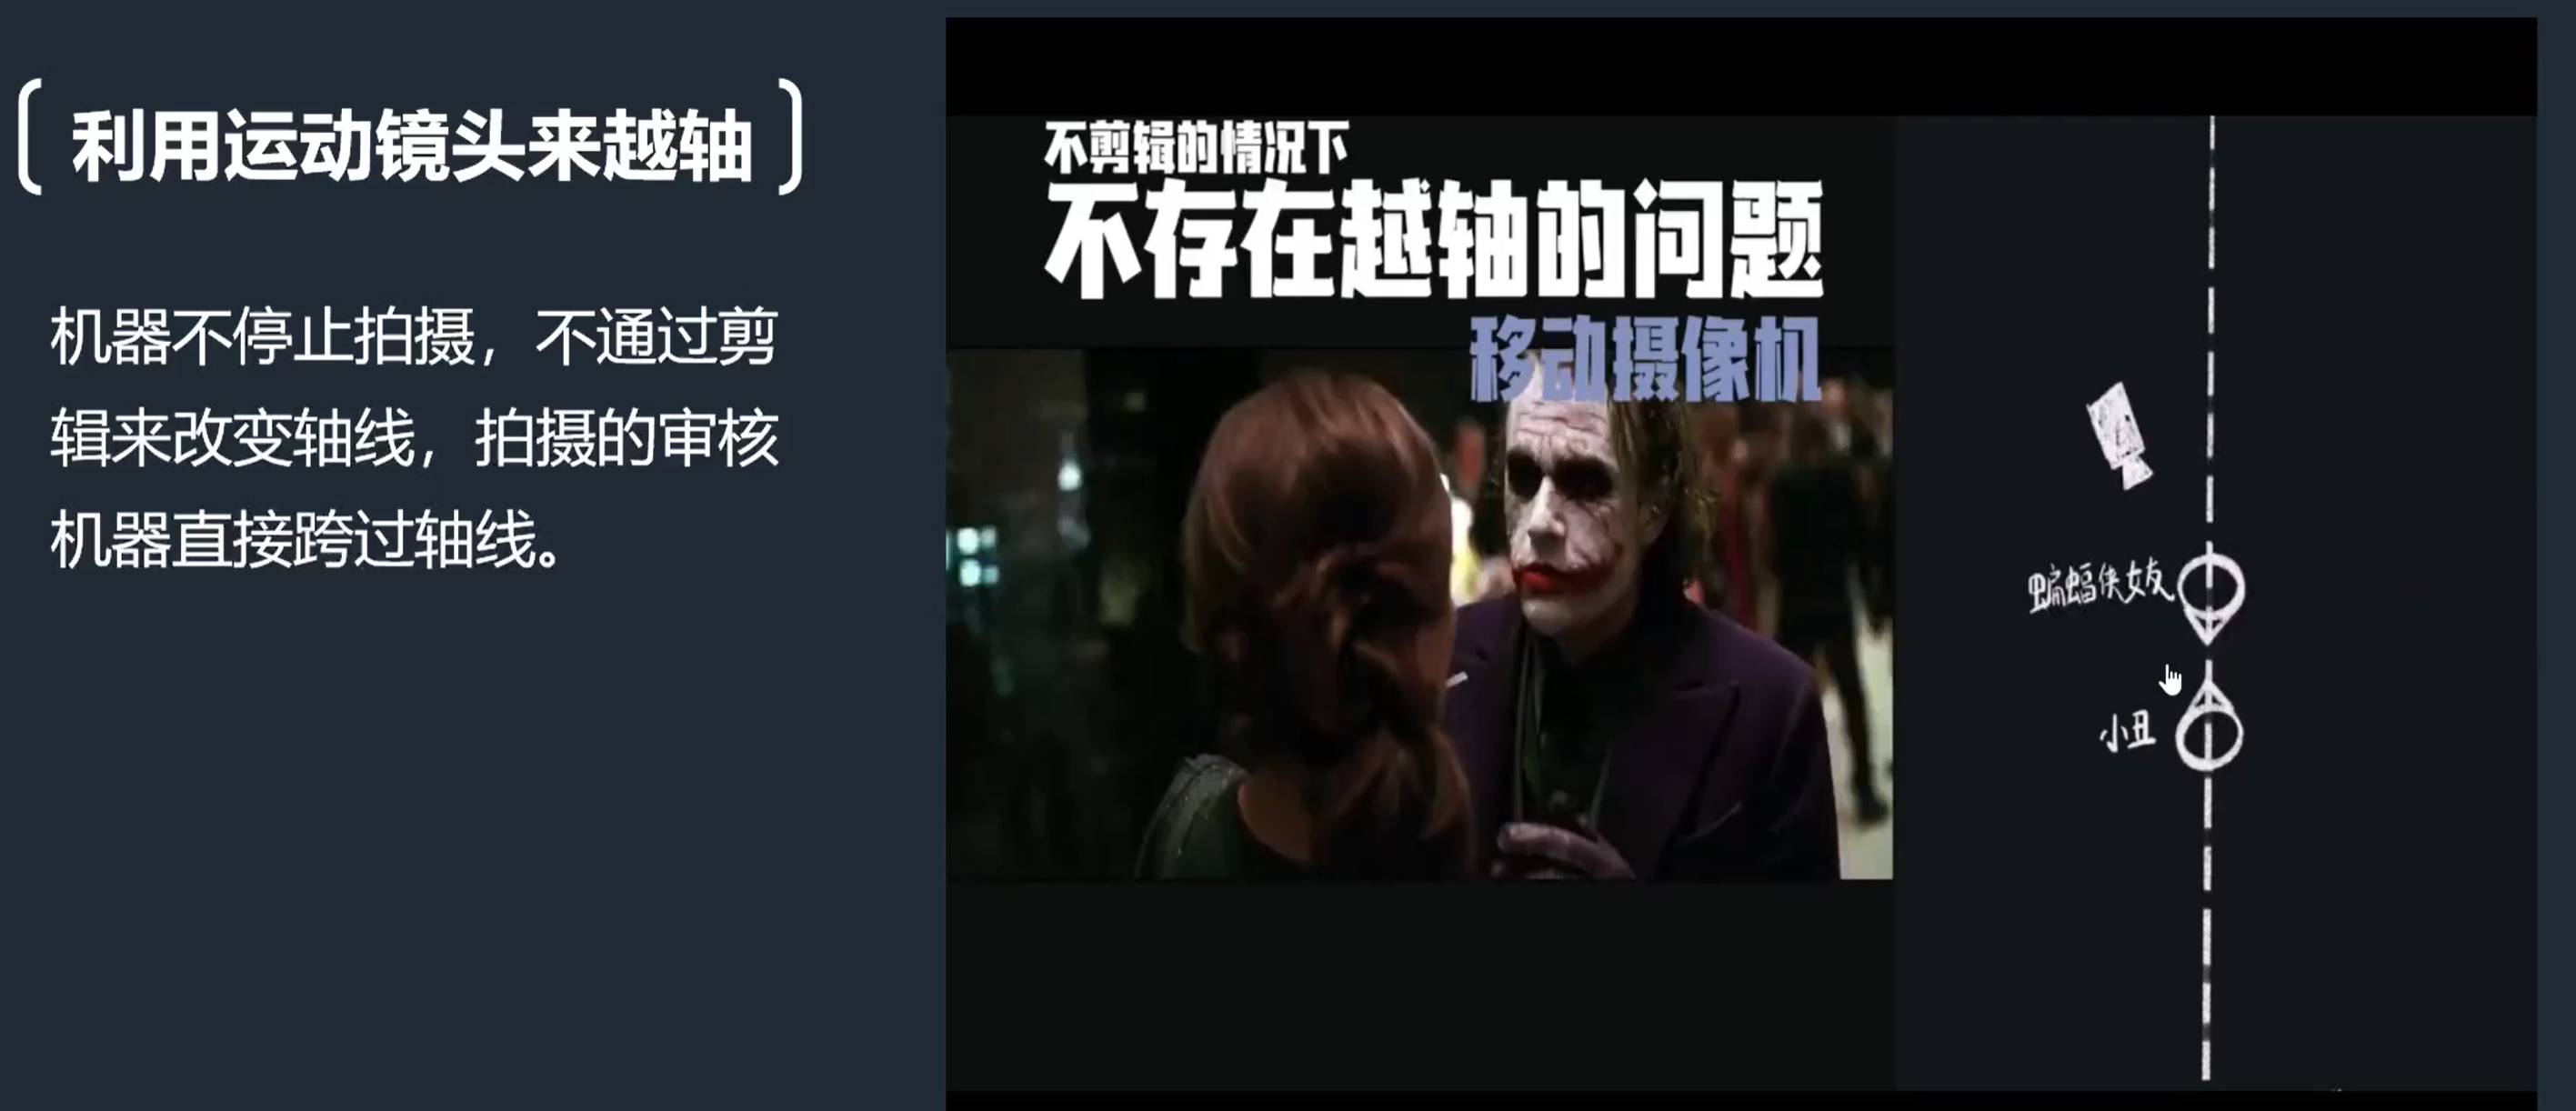 利用运动镜头来越轴
机器不停止拍摄，不通过剪
辑来改变轴线，拍摄的审核
机器直接跨过轴线。
不剪辑的情况下
不存在越轴的问题
移动摄像机
蝙蝠侠女友
小丑